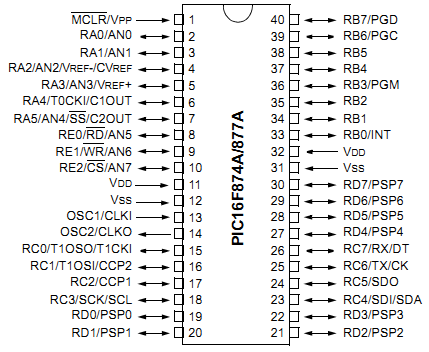 MCLR/VPP 1 40 RB7/PGD
RA0/AN0 2 39 RB6/PGC
RA1/AN1 3 38 RB5
RA2/AN2/VREF-/CVREF 4 37 RB4
RA3/AN3/VREF+ 5 36 RB3/PGM
RA4/T0CKI/C1OUT 6 35 RB2
RA5/AN4/SS/C2OUT 7 34 RB1
RE0/RD/AN5 8 33 RB0/INT
RE1/WR/AN6 9 32 VDD
RE2/CS/AN7 10 31 VSS
VDD 11 30 RD7/PSP7
VSS 12 29 RD6/PSP6
OSC1/CLKI 13 28 RD5/PSP5
OSC2/CLKO 14 27 RD4/PSP4
RC0/T1OSO/T1CKI 15 26 RC7/RX/DT
RC1/T1OSI/CCP2 16 25 RC6/TX/CK
RC2/CCP1 17 24 RC5/SDO
RC3/SCK/SCL 18 23 RC4/SDI/SDA
RD0/PSP0 19 22 RD3/PSP3
RD1/PSP1 20 21 RD2/PSP2
PIC16F874A/877A